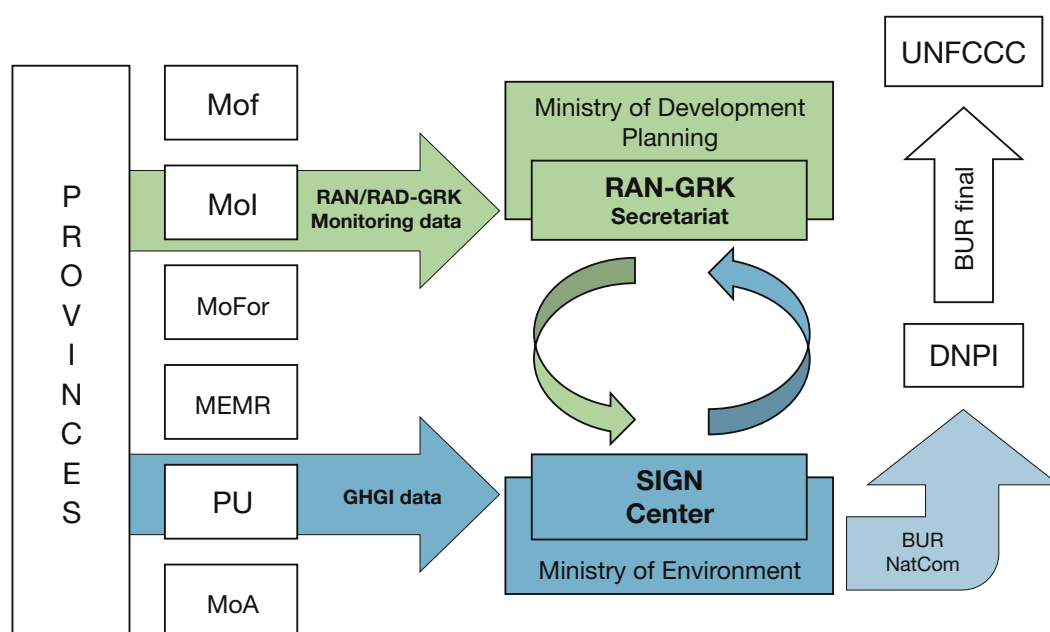 PROVINCES
Mof
MoI
MoFor
MEMR
PU
MoA
RAN/RAD-GRK
Monitoring data
GHGI data
Ministry of Development
Planning
RAN-GRK
Secretariat
SIGN
Center
Ministry of Environment
BUR
NatCom
DNPI
BUR final
UNFCCC